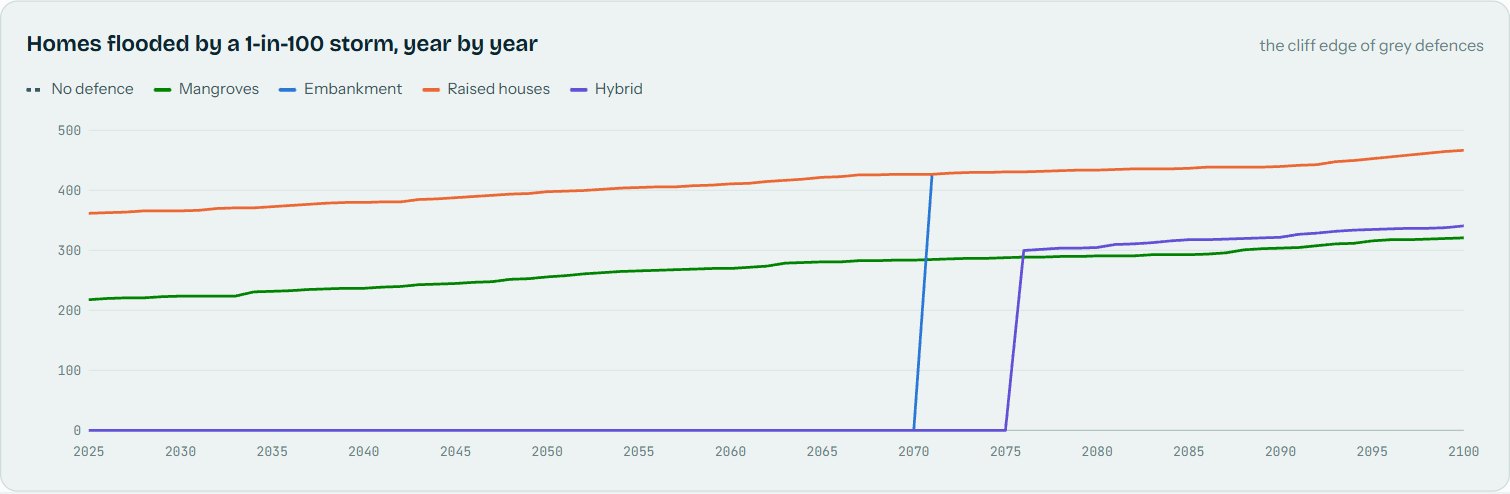 Homes flooded by a 1-in-100 storm, year by year
the cliff edge of grey defences
No defence Mangroves Embankment Raised houses Hybrid
500
400
300
200
100
0
2025 2030 2035 2040 2045 2050 2055 2060 2065 2070 2075 2080 2085 2090 2095 2100